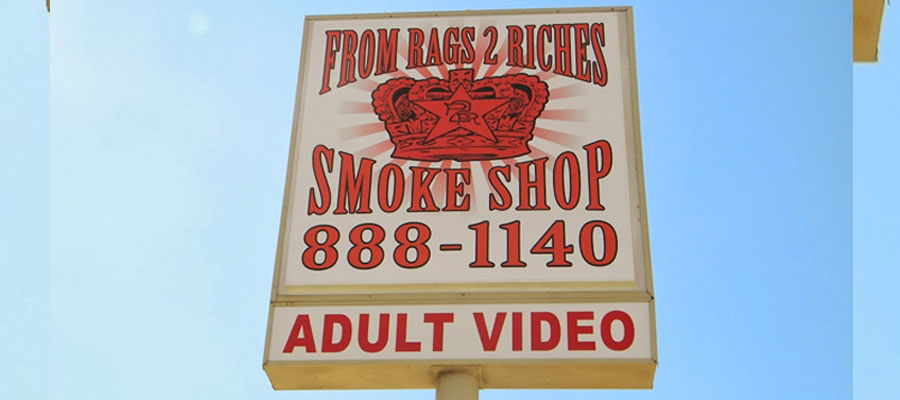 FROM RAGS 2 RICHES
SMOKE SHOP
888-1140
ADULT VIDEO